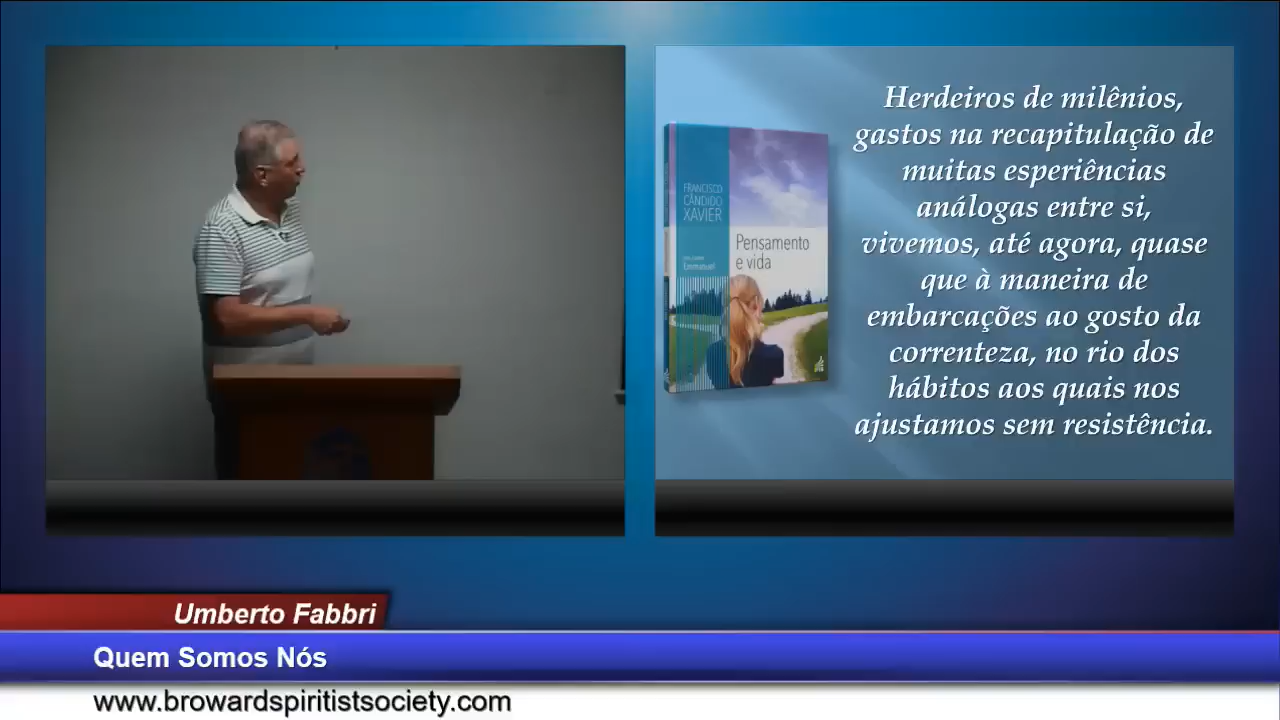 Herdeiros de milênios,
gastos na recapitulação de
muitas esperiências
análogas entre si,
vivemos, até agora, quase
que à maneira de
embarcações ao gosto da
correnteza, no rio dos
hábitos aos quais nos
ajustamos sem resistência.
FRANCISCO
CÂNDIDO
XAVIER
Pensamento
e vida
Emmanuel
Umberto Fabbri
Quem Somos Nós
www.browardspiritistsociety.com